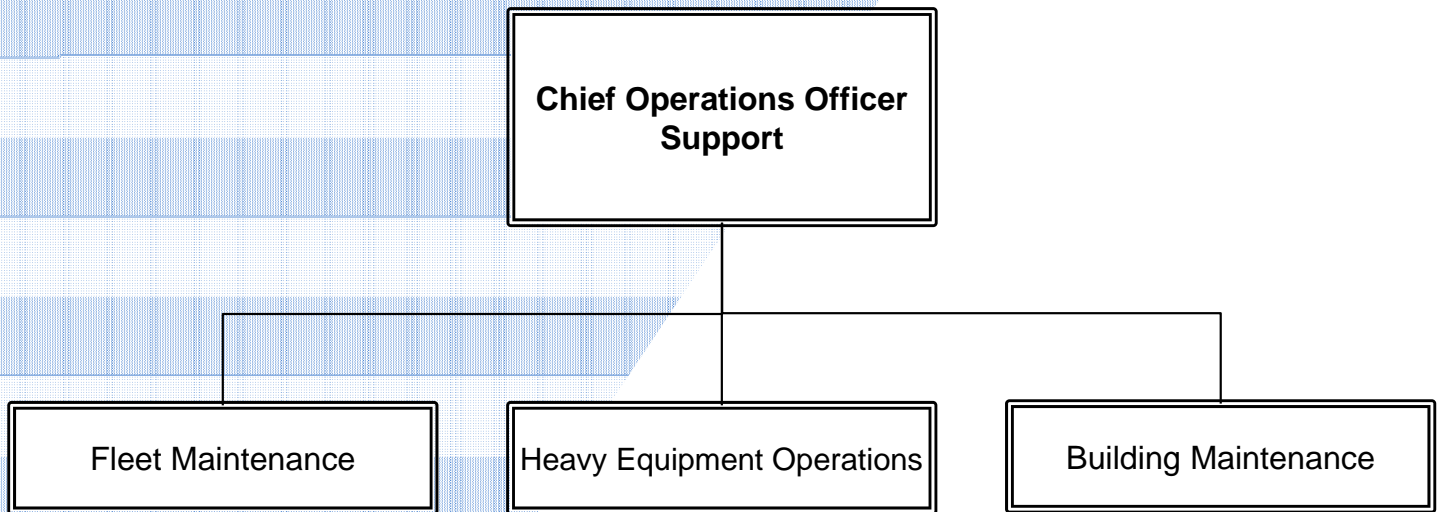 Chief Operations Officer
Support
Fleet Maintenance
Heavy Equipment Operations
Building Maintenance